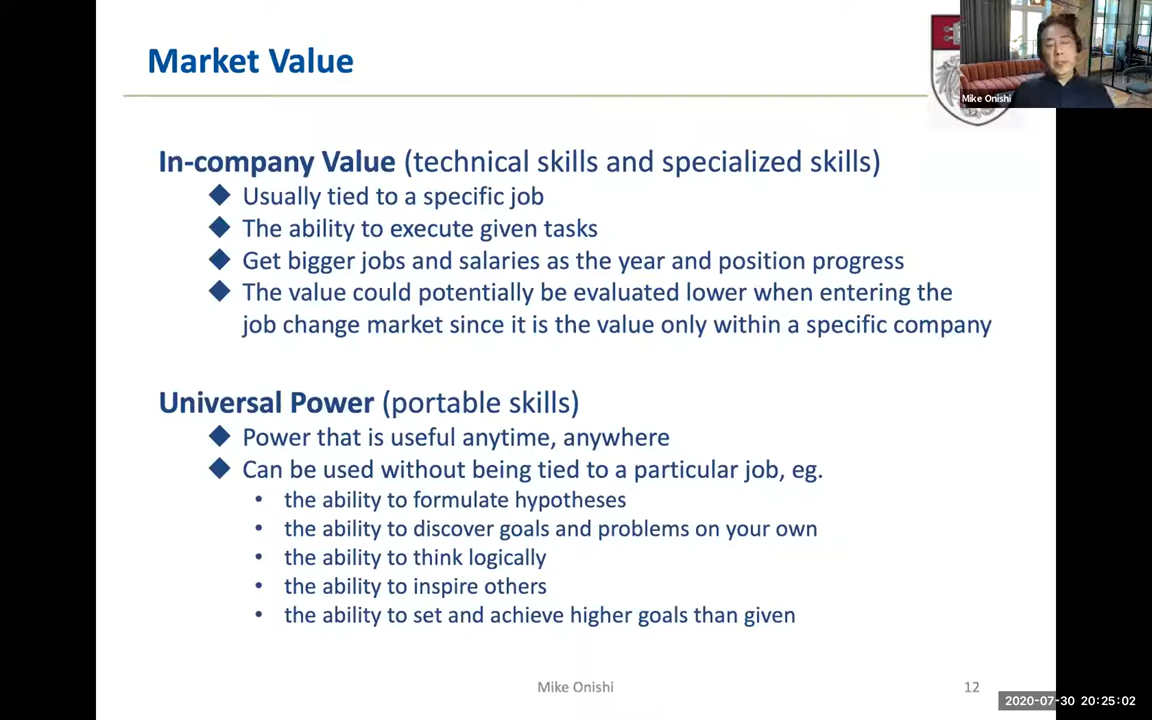 Market Value
Mike Onishi
In-company Value (technical skills and specialized skills)
◆ Usually tied to a specific job
◆ The ability to execute given tasks
◆ Get bigger jobs and salaries as the year and position progress
◆ The value could potentially be evaluated lower when entering the
job change market since it is the value only within a specific company
Universal Power (portable skills)
◆ Power that is useful anytime, anywhere
◆ Can be used without being tied to a particular job, eg.
• the ability to formulate hypotheses
• the ability to discover goals and problems on your own
• the ability to think logically
• the ability to inspire others
• the ability to set and achieve higher goals than given
Mike Onishi
12
2020-07-30 20:25:02